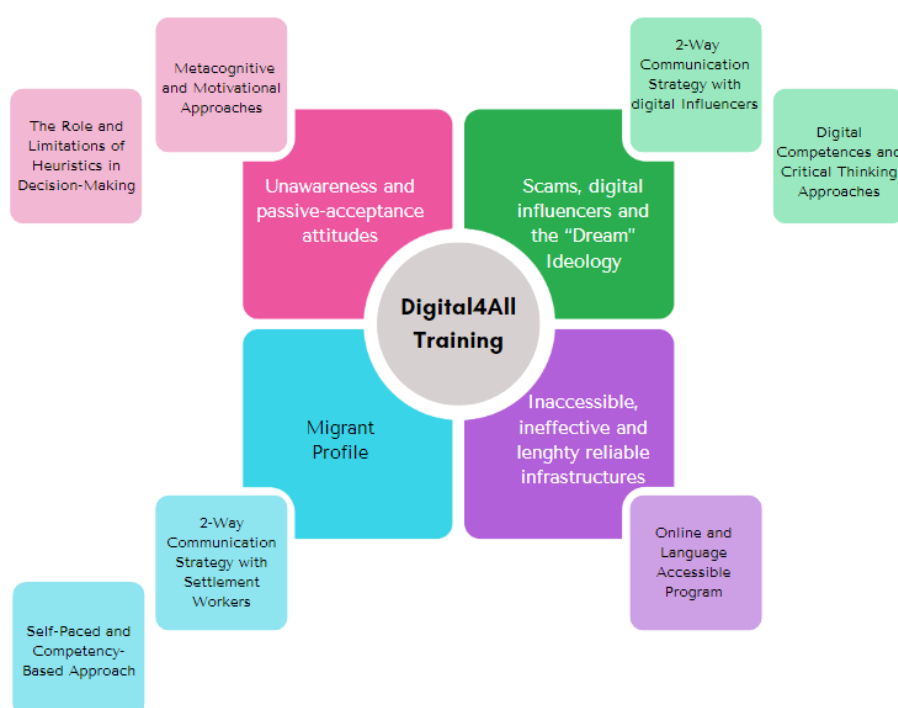 Metacognitive
and Motivational
Approaches
The Role and
Limitations of
Heuristics in
Decision-Making
Unawareness and
passive-acceptance
attitudes
2-Way
Communication
Strategy with
digital Influencers
Digital
Competences and
Critical Thinking
Approaches
Scams, digital
influencers and
the “Dream”
Ideology
Digital4All
Training
Migrant
Profile
2-Way
Communication
Strategy with
Settlement
Workers
Self-Paced and
Competency-
Based Approach
Inaccessible,
ineffective and
lenghty reliable
infrastructures
Online and
Language
Accessible
Program